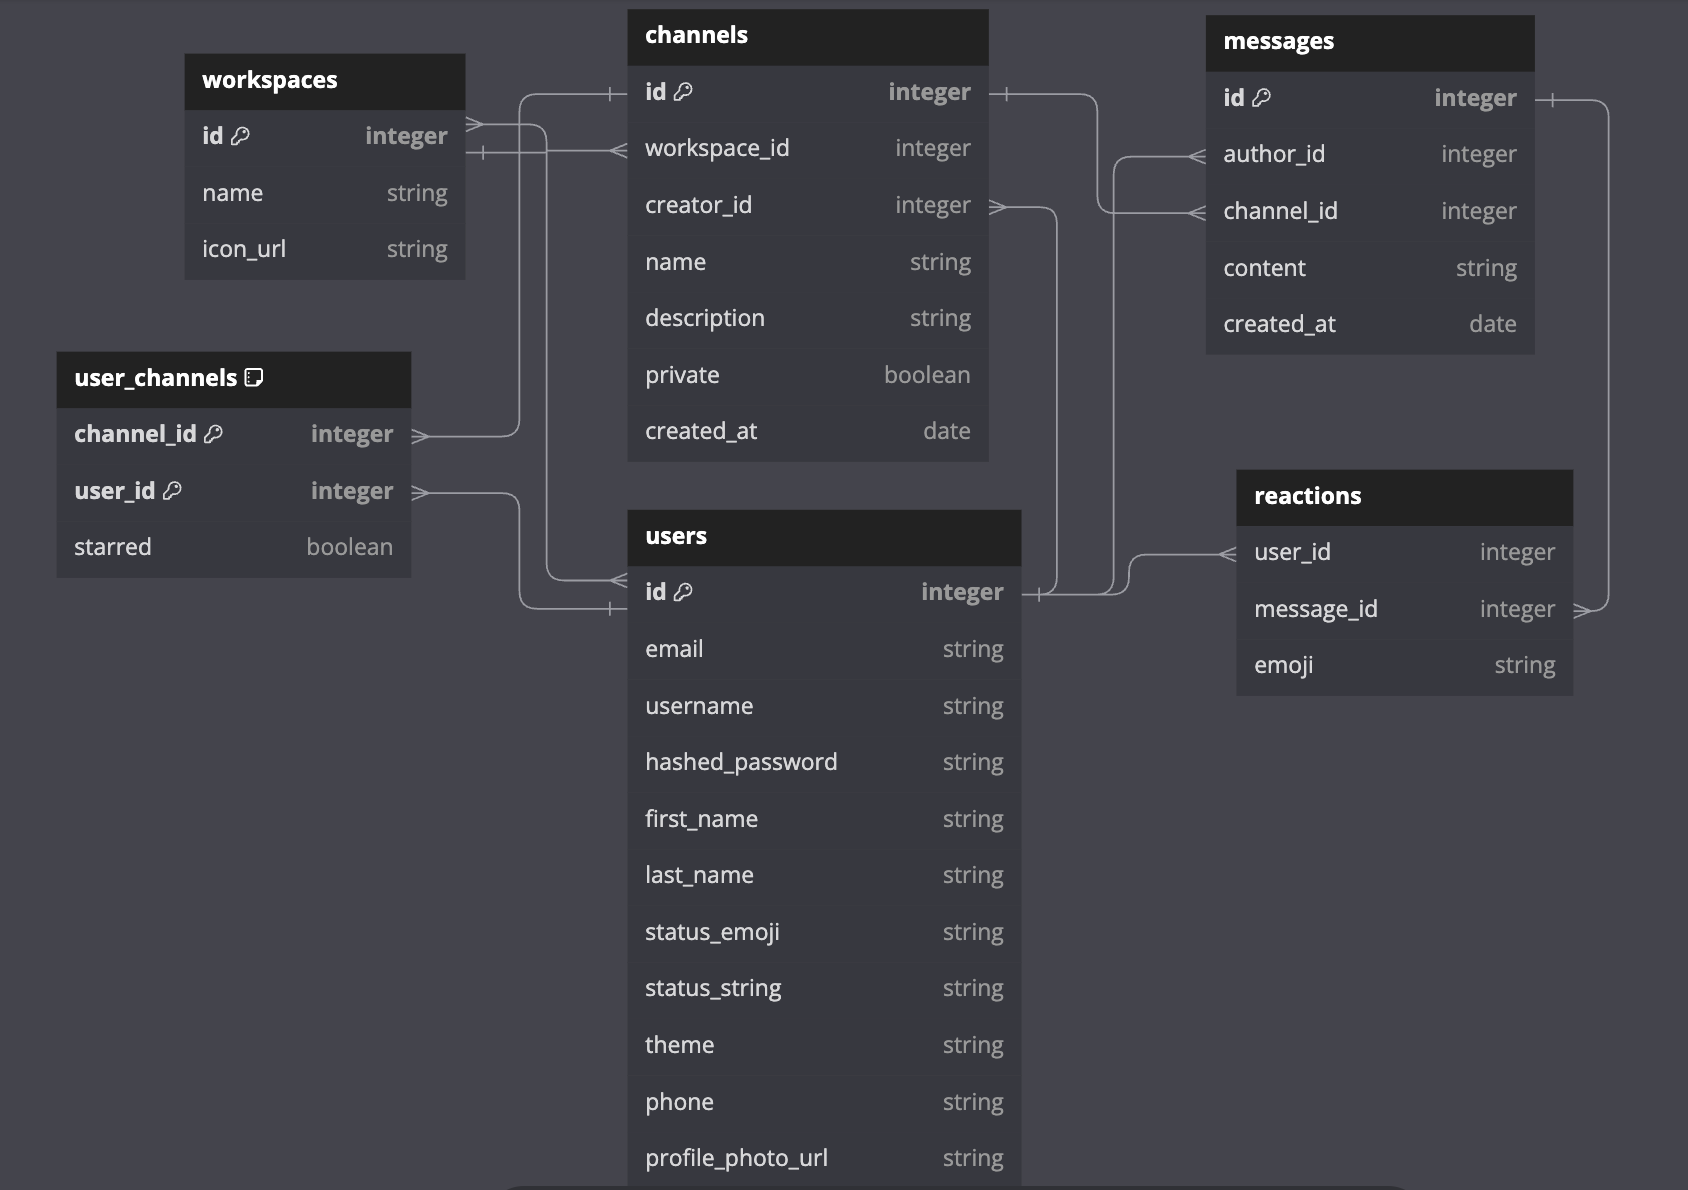 workspaces
id integer
name string
icon_url string
user_channels
channel_id integer
user_id integer
starred boolean
channels
id integer
workspace_id integer
creator_id integer
name string
description string
private boolean
created_at date
users
id integer
email string
username string
hashed_password string
first_name string
last_name string
status_emoji string
status_string string
theme string
phone string
profile_photo_url string
messages
id integer
author_id integer
channel_id integer
content string
created_at date
reactions
user_id integer
message_id integer
emoji string